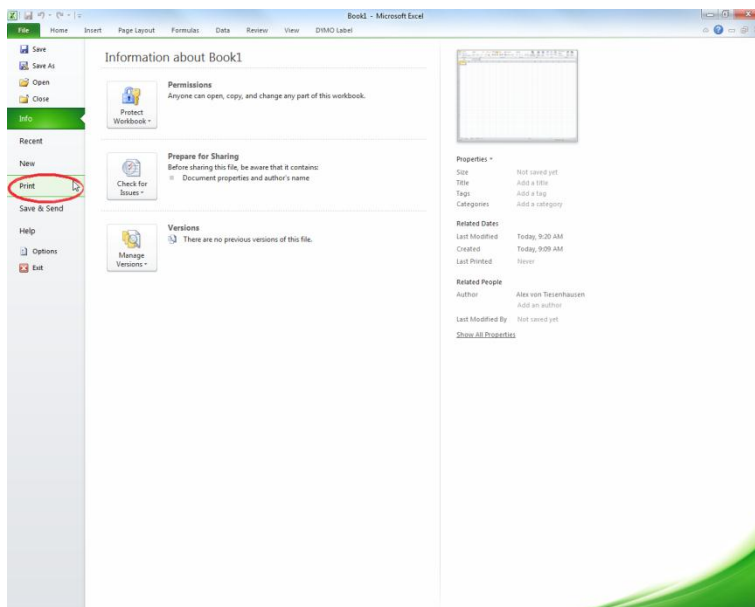 Book1 - Microsoft Excel
File Home Insert Page Layout Formulas Data Review View DYMO Label
Save
Save As
Open
Close
Info
Recent
New
Print
Save & Send
Help
Options
Exit
Information about Book1
Protect
Workbook
Permissions
Anyone can open, copy, and change any part of this workbook.
Check for
Issues
Prepare for Sharing
Before sharing this file, be aware that it contains:
Document properties and author's name
Manage
Versions
Versions
There are no previous versions of this file.
Properties
Size Not saved yet
Title Add a title
Tags Add a tag
Categories Add a category
Related Dates
Last Modified Today, 9:20 AM
Created Today, 9:09 AM
Last Printed Never
Related People
Author Alex von Tiesenhausen
Add an author
Last Modified By Not saved yet
Show All Properties